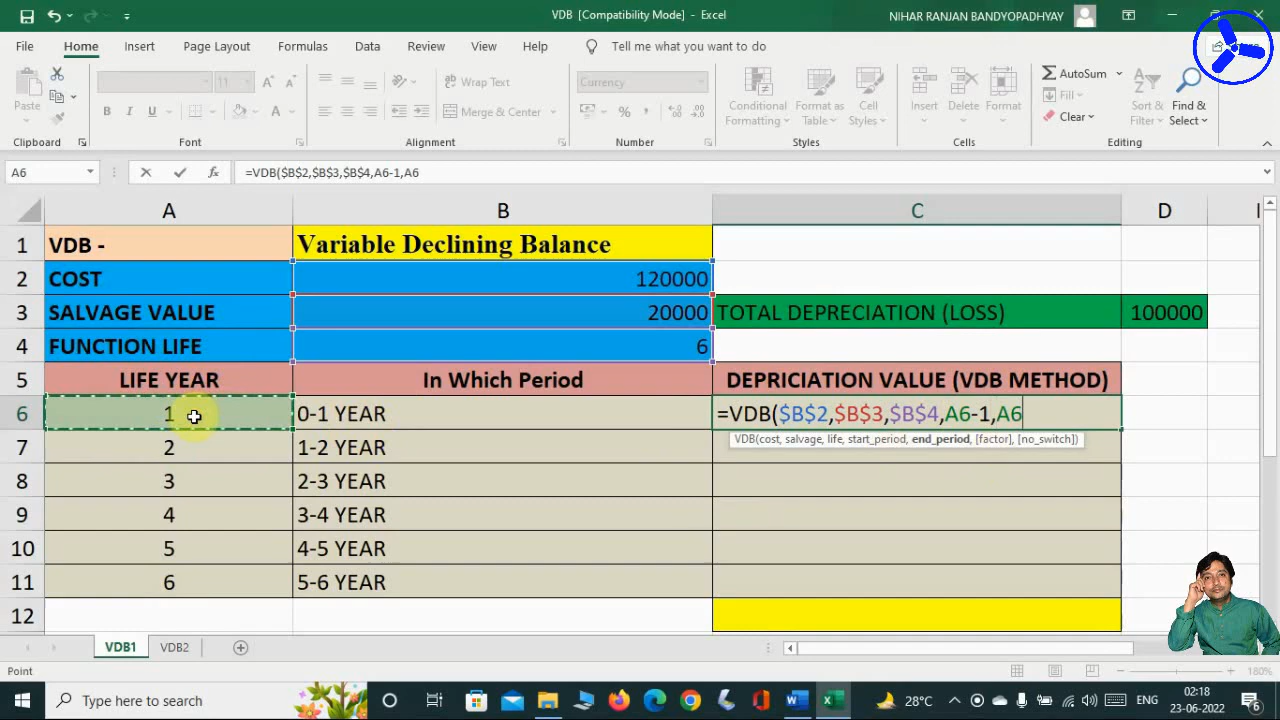 VDB [Compatibility Mode] - Excel
NIHAR RANJAN BANDYOPADHYAY
File Home Insert Page Layout Formulas Data Review View Help Tell me what you want to do
Paste
Clipboard
11
B I U A
Font
Wrap Text
Merge & Center
Alignment
Currency
%
Number
Conditional Formatting
Format as Table
Cell Styles
Styles
Insert Delete Format
Cells
AutoSum
Fill
Clear
Sort & Filter
Find & Select
Editing
A6 fx =VDB($B$2,$B$3,$B$4,A6-1,A6
A B C D
1 VDB - Variable Declining Balance
2 COST 120000
3 SALVAGE VALUE 20000 TOTAL DEPRECIATION (LOSS) 100000
4 FUNCTION LIFE 6
5 LIFE YEAR In Which Period DEPRICIATION VALUE (VDB METHOD)
6 1 0-1 YEAR =VDB($B$2,$B$3,$B$4,A6-1,A6
VDB(cost, salvage, life, start_period, end_period, [factor], [no_switch])
7 2 1-2 YEAR
8 3 2-3 YEAR
9 4 3-4 YEAR
10 5 4-5 YEAR
11 6 5-6 YEAR
12
VDB1 VDB2
Point 180%
Type here to search
28°C
ENG
02:18
23-06-2022
6